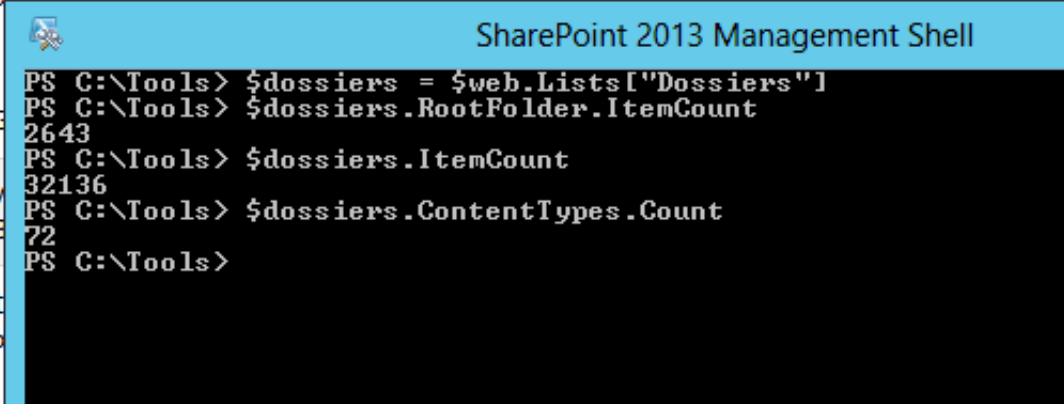 SharePoint 2013 Management Shell
PS C:\Tools> $dossiers = $web.Lists["Dossiers"]
PS C:\Tools> $dossiers.RootFolder.ItemCount
2643
PS C:\Tools> $dossiers.ItemCount
32136
PS C:\Tools> $dossiers.ContentTypes.Count
72
PS C:\Tools>